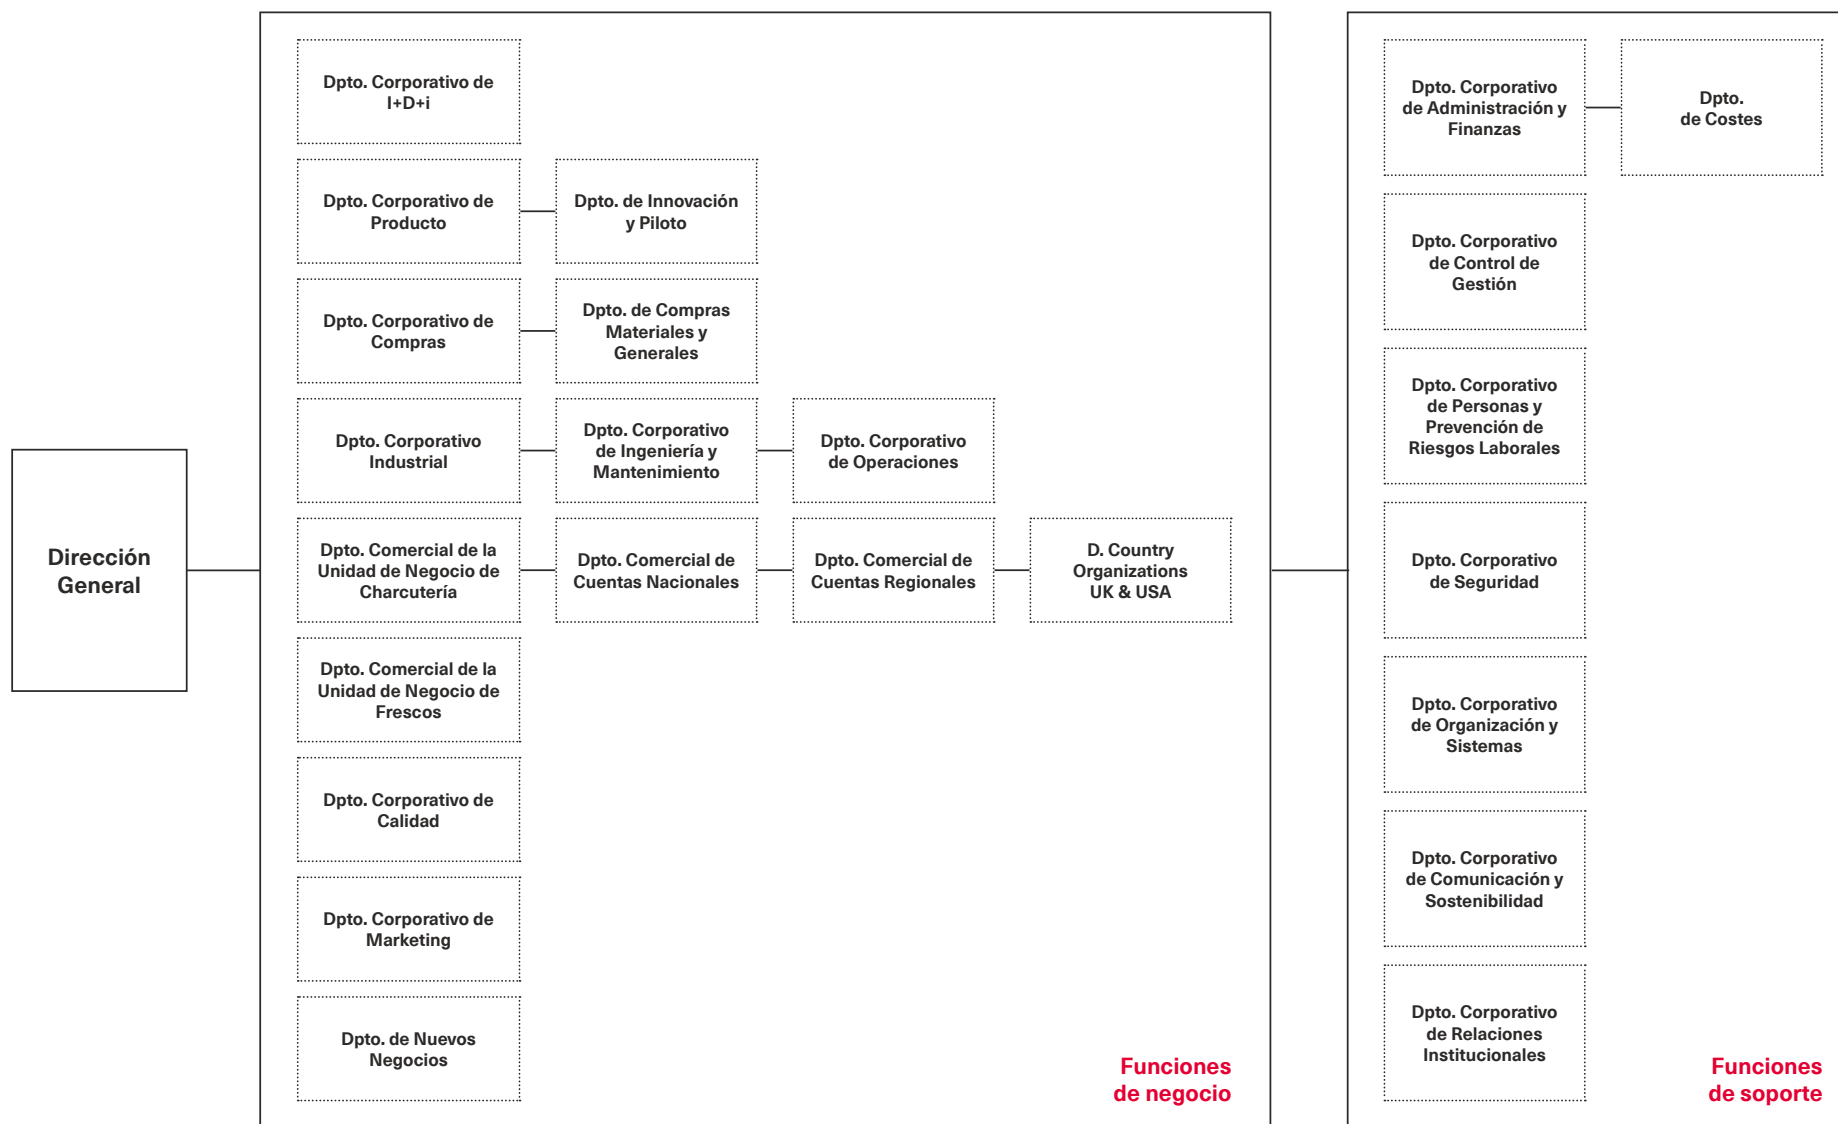 Dirección
General
Dpto. Corporativo de
I+D+i
Dpto. Corporativo de
Producto
Dpto. de Innovación
y Piloto
Dpto. Corporativo de
Compras
Dpto. de Compras
Materiales y
Generales
Dpto. Corporativo
Industrial
Dpto. Corporativo
de Ingeniería y
Mantenimiento
Dpto. Corporativo
de Operaciones
Dpto. Comercial de la
Unidad de Negocio de
Charcutería
Dpto. Comercial de
Cuentas Nacionales
Dpto. Comercial de
Cuentas Regionales
D. Country
Organizations
UK & USA
Dpto. Comercial de la
Unidad de Negocio de
Frescos
Dpto. Corporativo de
Calidad
Dpto. Corporativo de
Marketing
Dpto. de Nuevos
Negocios
Funciones
de negocio
Dpto. Corporativo
de Administración y
Finanzas
Dpto.
de Costes
Dpto. Corporativo
de Control de
Gestión
Dpto. Corporativo
de Personas y
Prevención de
Riesgos Laborales
Dpto. Corporativo
de Seguridad
Dpto. Corporativo
de Organización y
Sistemas
Dpto. Corporativo
de Comunicación y
Sostenibilidad
Dpto. Corporativo
de Relaciones
Institucionales
Funciones
de soporte